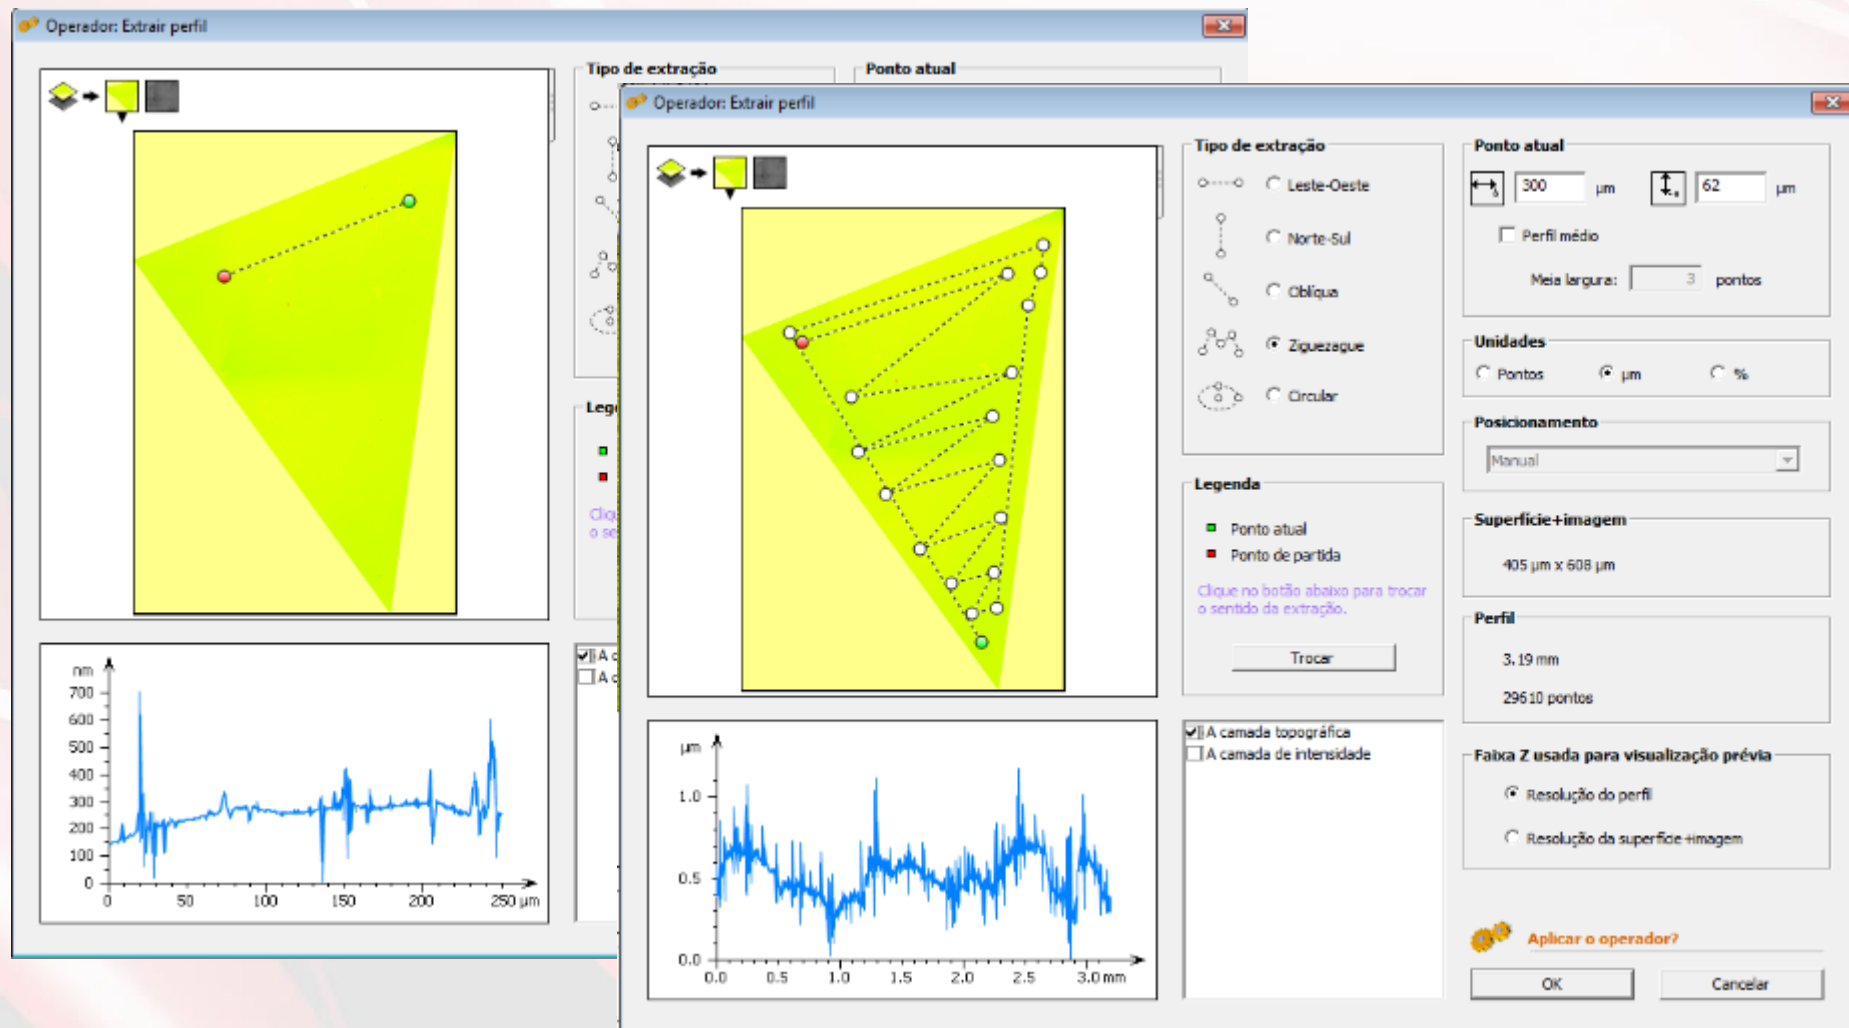 Operador: Extrair perfil
Tipo de extração
Ponto atual
nm
700
600
500
400
300
200
100
0
0 50 100 150 200 250 µm
Operador: Extrair perfil
Tipo de extração
Leste-Oeste
Norte-Sul
Oblíqua
Ziguezague
Circular
Legenda
Ponto atual
Ponto de partida
Clique no botão abaixo para trocar
o sentido da extração.
Trocar
A camada topográfica
A camada de intensidade
Ponto atual
300 µm 62 µm
Perfil médio
Meia largura: 3 pontos
Unidades
Pontos µm %
Posicionamento
Manual
Superfície+imagem
405 µm x 608 µm
Perfil
3.19 mm
29610 pontos
Faixa Z usada para visualização prévia
Resolução do perfil
Resolução da superfície+imagem
Aplicar o operador?
OK Cancelar
µm
1.0
0.5
0.0
0.0 0.5 1.0 1.5 2.0 2.5 3.0 mm